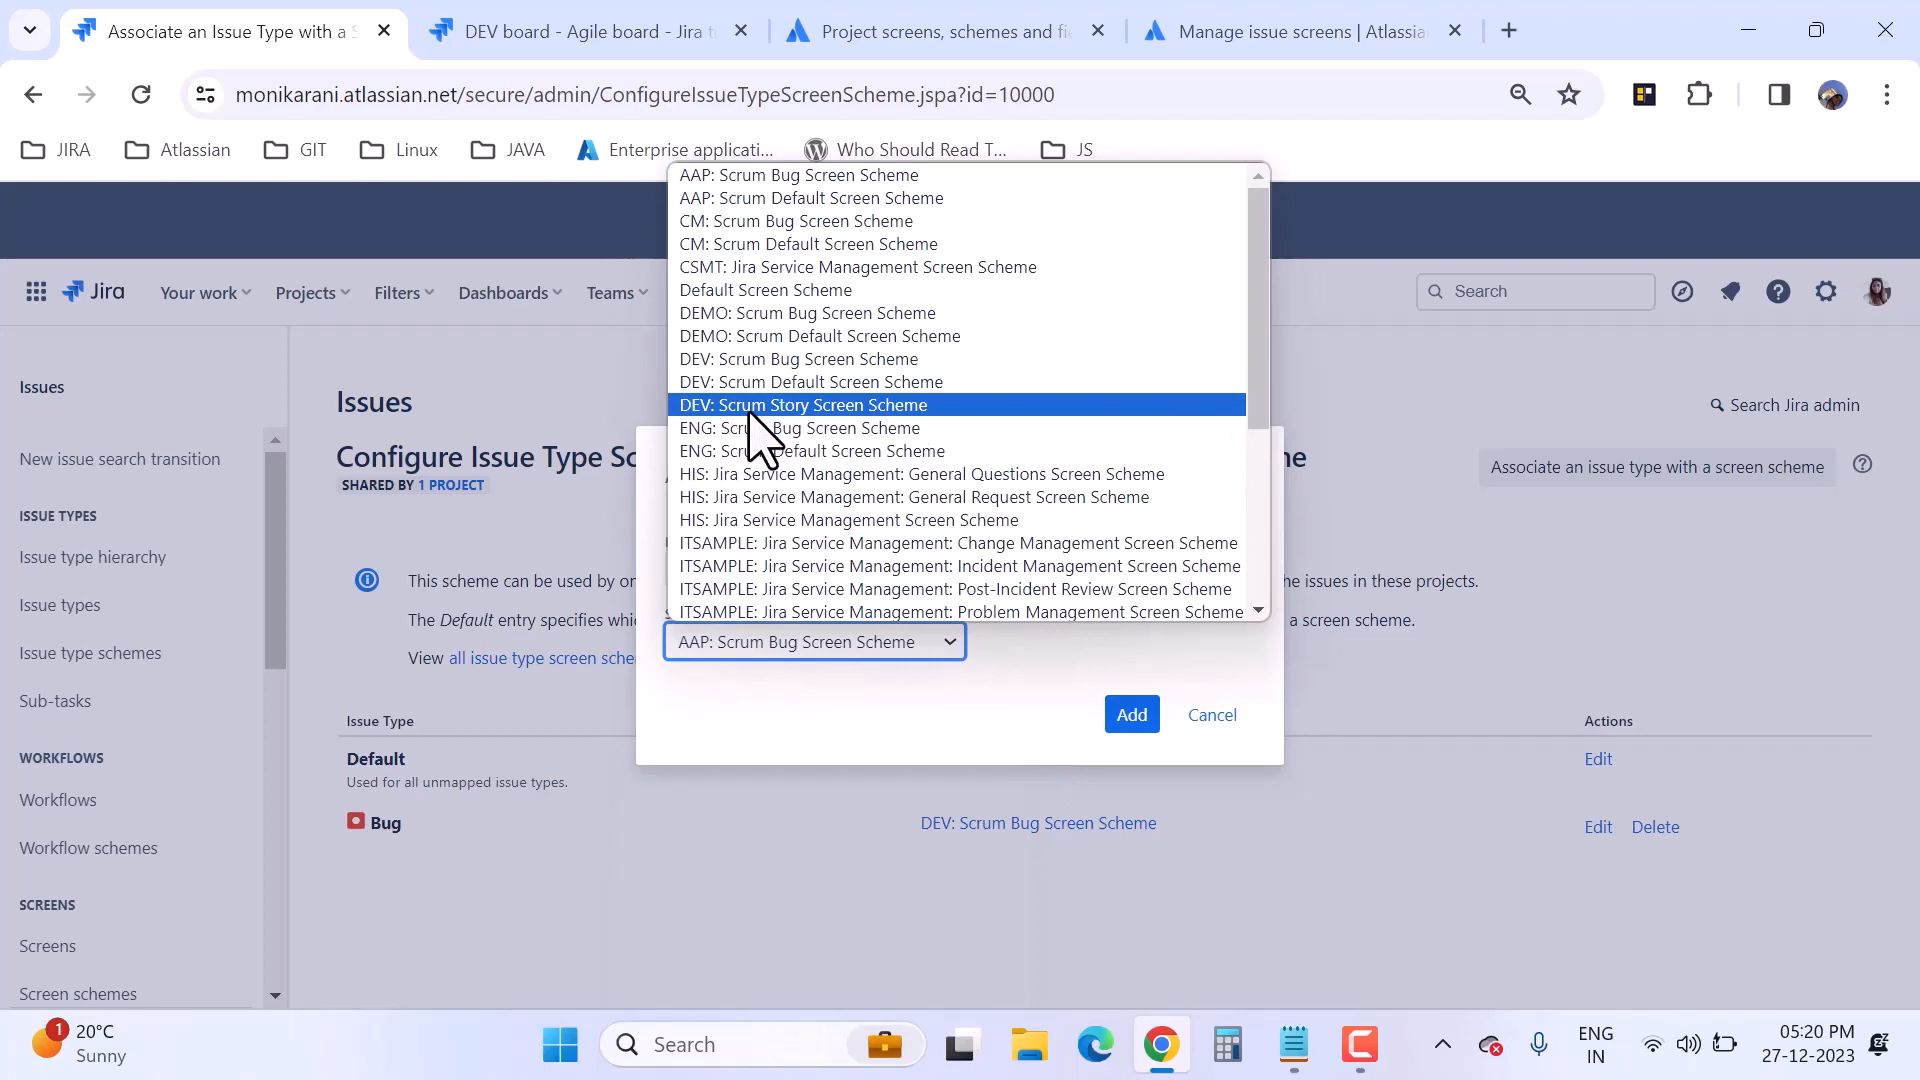 Associate an Issue Type with a S
DEV board - Agile board - Jira t
Project screens, schemes and fi
Manage issue screens | Atlassia
monikarani.atlassian.net/secure/admin/ConfigureIssueTypeScreenScheme.jspa?id=10000
JIRA
Atlassian
GIT
Linux
JAVA
Enterprise applicati...
Who Should Read T...
JS
Jira
Your work
Projects
Filters
Dashboards
Teams
Search
Issues
New issue search transition
ISSUE TYPES
Issue type hierarchy
Issue types
Issue type schemes
Sub-tasks
WORKFLOWS
Workflows
Workflow schemes
SCREENS
Screens
Screen schemes
Issues
Search Jira admin
Configure Issue Type Sc
SHARED BY 1 PROJECT
Associate an issue type with a screen scheme
This scheme can be used by on
he issues in these projects.
The Default entry specifies whic
a screen scheme.
View all issue type screen sche
AAP: Scrum Bug Screen Scheme
AAP: Scrum Default Screen Scheme
CM: Scrum Bug Screen Scheme
CM: Scrum Default Screen Scheme
CSMT: Jira Service Management Screen Scheme
Default Screen Scheme
DEMO: Scrum Bug Screen Scheme
DEMO: Scrum Default Screen Scheme
DEV: Scrum Bug Screen Scheme
DEV: Scrum Default Screen Scheme
DEV: Scrum Story Screen Scheme
ENG: Bug Screen Scheme
ENG: Screen Scheme
HIS: Jira Service Management: General Questions Screen Scheme
HIS: Jira Service Management: General Request Screen Scheme
HIS: Jira Service Management Screen Scheme
ITSAMPLE: Jira Service Management: Change Management Screen Scheme
ITSAMPLE: Jira Service Management: Incident Management Screen Scheme
ITSAMPLE: Jira Service Management: Post-Incident Review Screen Scheme
ITSAMPLE: Jira Service Management: Problem Management Screen Scheme
AAP: Scrum Bug Screen Scheme
Add
Cancel
Issue Type
Actions
Default
Used for all unmapped issue types.
Edit
Bug
DEV: Scrum Bug Screen Scheme
Edit
Delete
1
20°C
Sunny
Search
ENG
IN
05:20 PM
27-12-2023